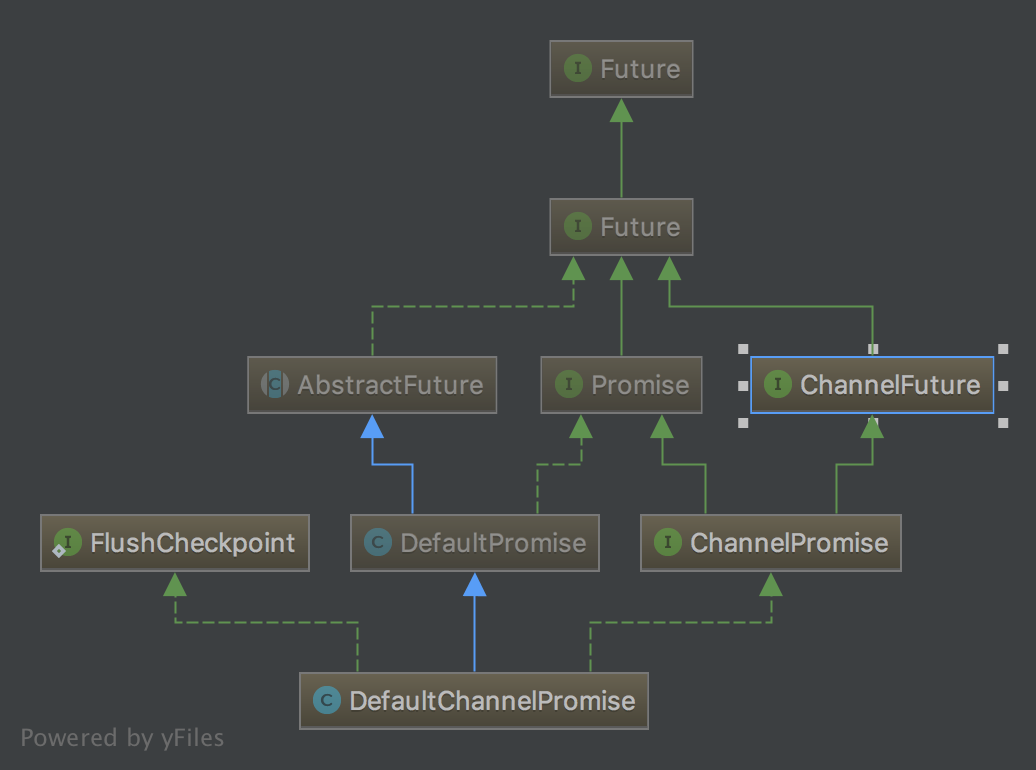 I Future
I Future
C AbstractFuture
I Promise
I ChannelFuture
I FlushCheckpoint
C DefaultPromise
I ChannelPromise
C DefaultChannelPromise
Powered by yFiles